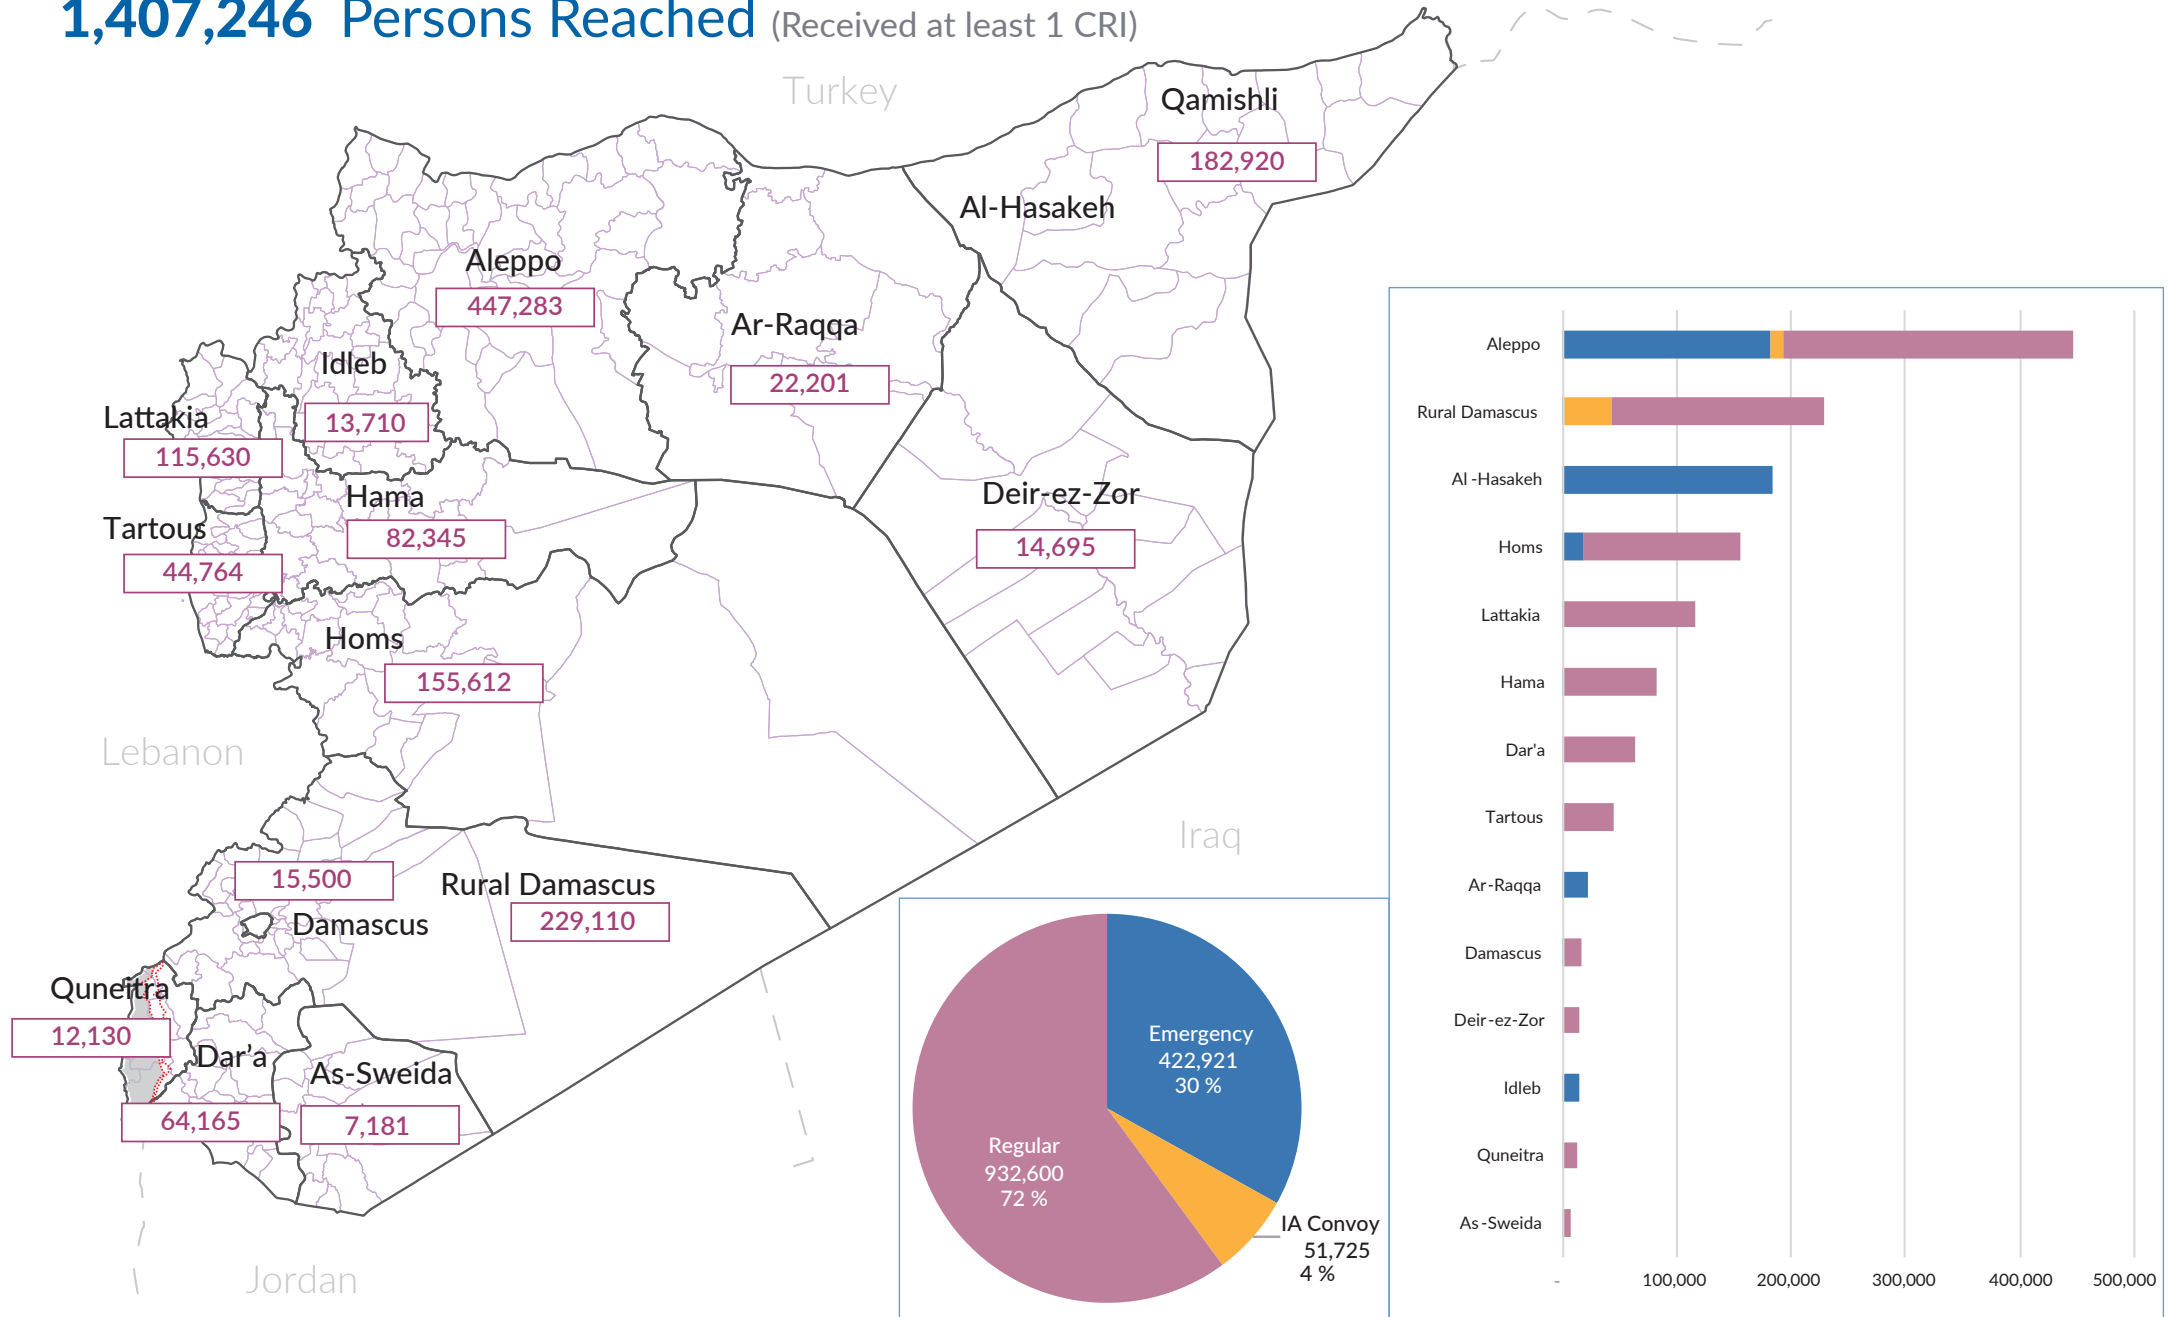 1,407,246 Persons Reached (Received at least 1 CRI)
Turkey
Qamishli
182,920
Al-Hasakeh
Aleppo
447,283
Ar-Raqqa
22,201
Idleb
13,710
Lattakia
115,630
Hama
82,345
Deir-ez-Zor
14,695
Tartous
44,764
Homs
155,612
Lebanon
Iraq
15,500
Rural Damascus
229,110
Damascus
Quneitra
12,130
Dar’a
As-Sweida
64,165
7,181
Jordan
Emergency
422,921
30 %
Regular
932,600
72 %
IA Convoy
51,725
4 %
Aleppo
Rural Damascus
Al -Hasakeh
Homs
Lattakia
Hama
Dar'a
Tartous
Ar-Raqqa
Damascus
Deir-ez-Zor
Idleb
Quneitra
As-Sweida
- 100,000 200,000 300,000 400,000 500,000